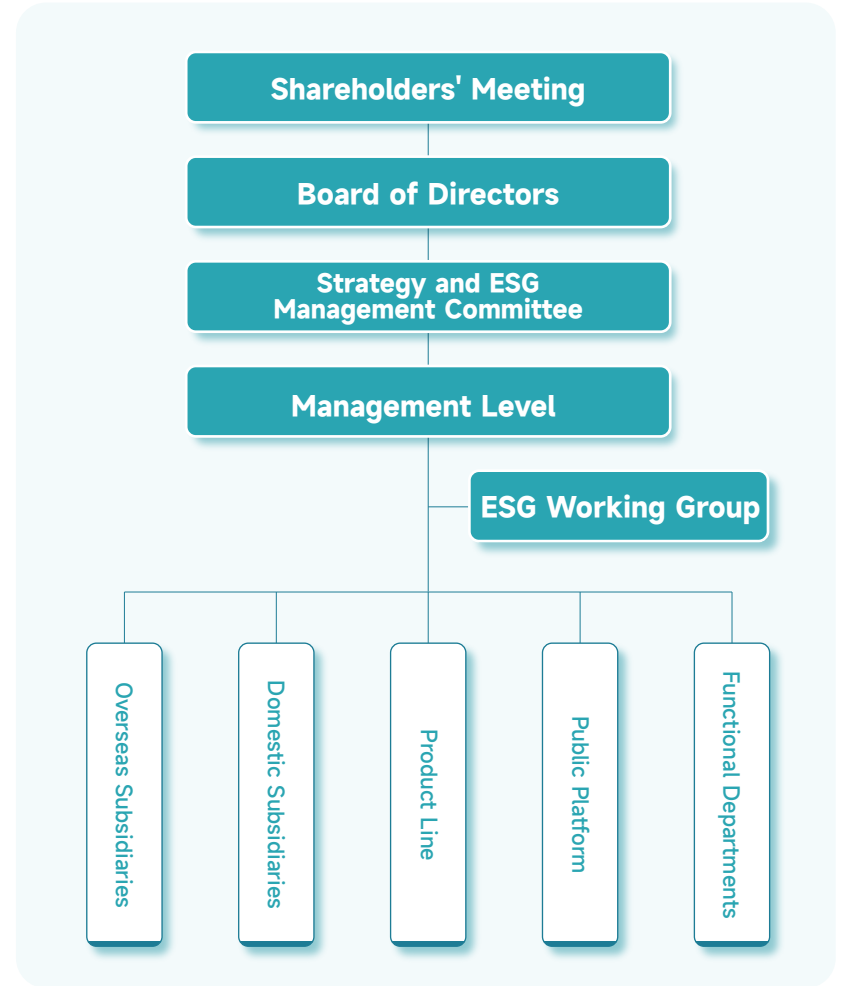 Shareholders' Meeting
Board of Directors
Strategy and ESG
Management Committee
Management Level
ESG Working Group
Overseas Subsidiaries
Domestic Subsidiaries
Product Line
Public Platform
Functional Departments